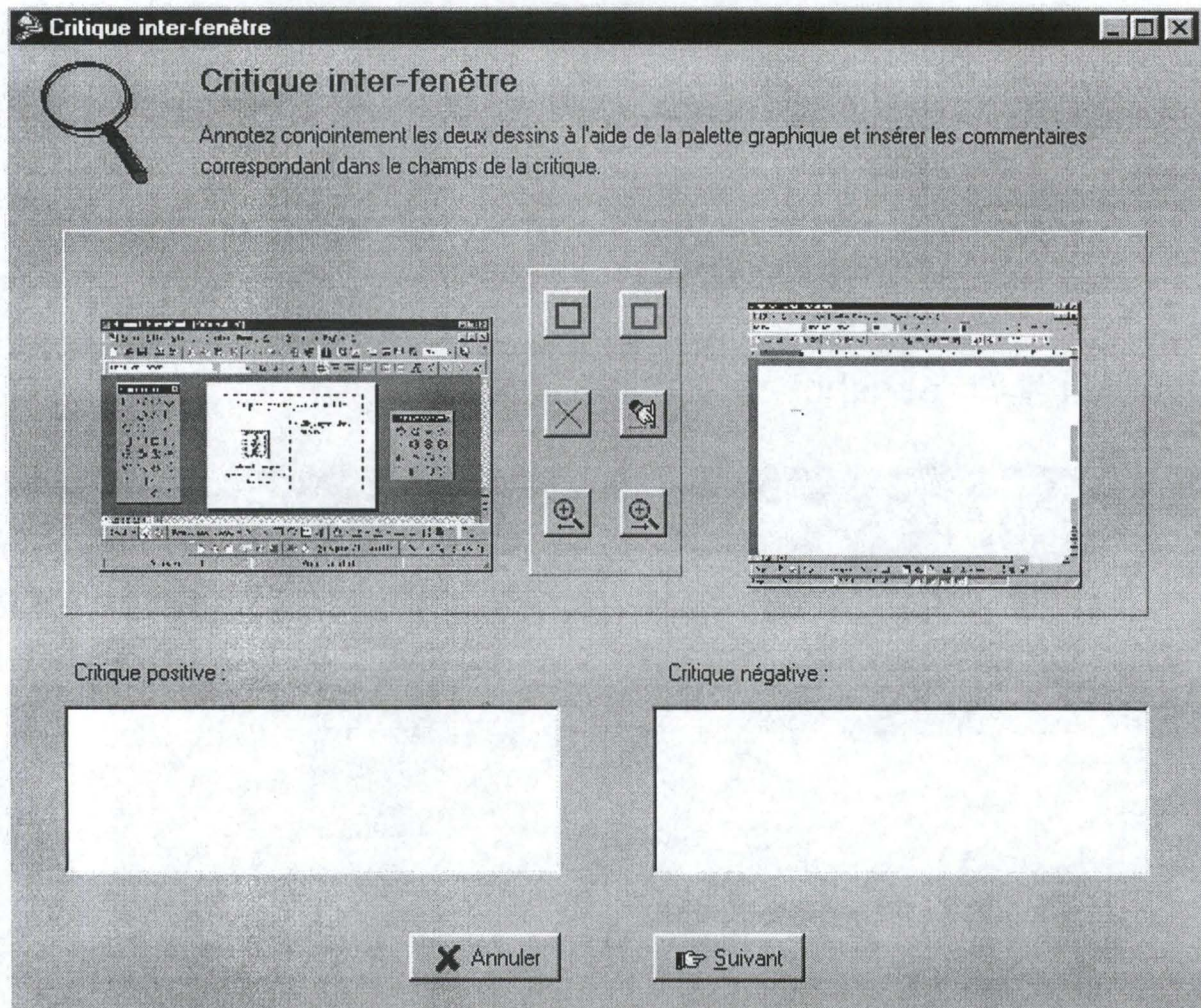 Critique inter-fenêtre
Critique inter-fenêtre
Annotez conjointement les deux dessins à l'aide de la palette graphique et insérer les commentaires
correspondant dans le champs de la critique.
Critique positive :
Critique négative :
Annuler
Suivant